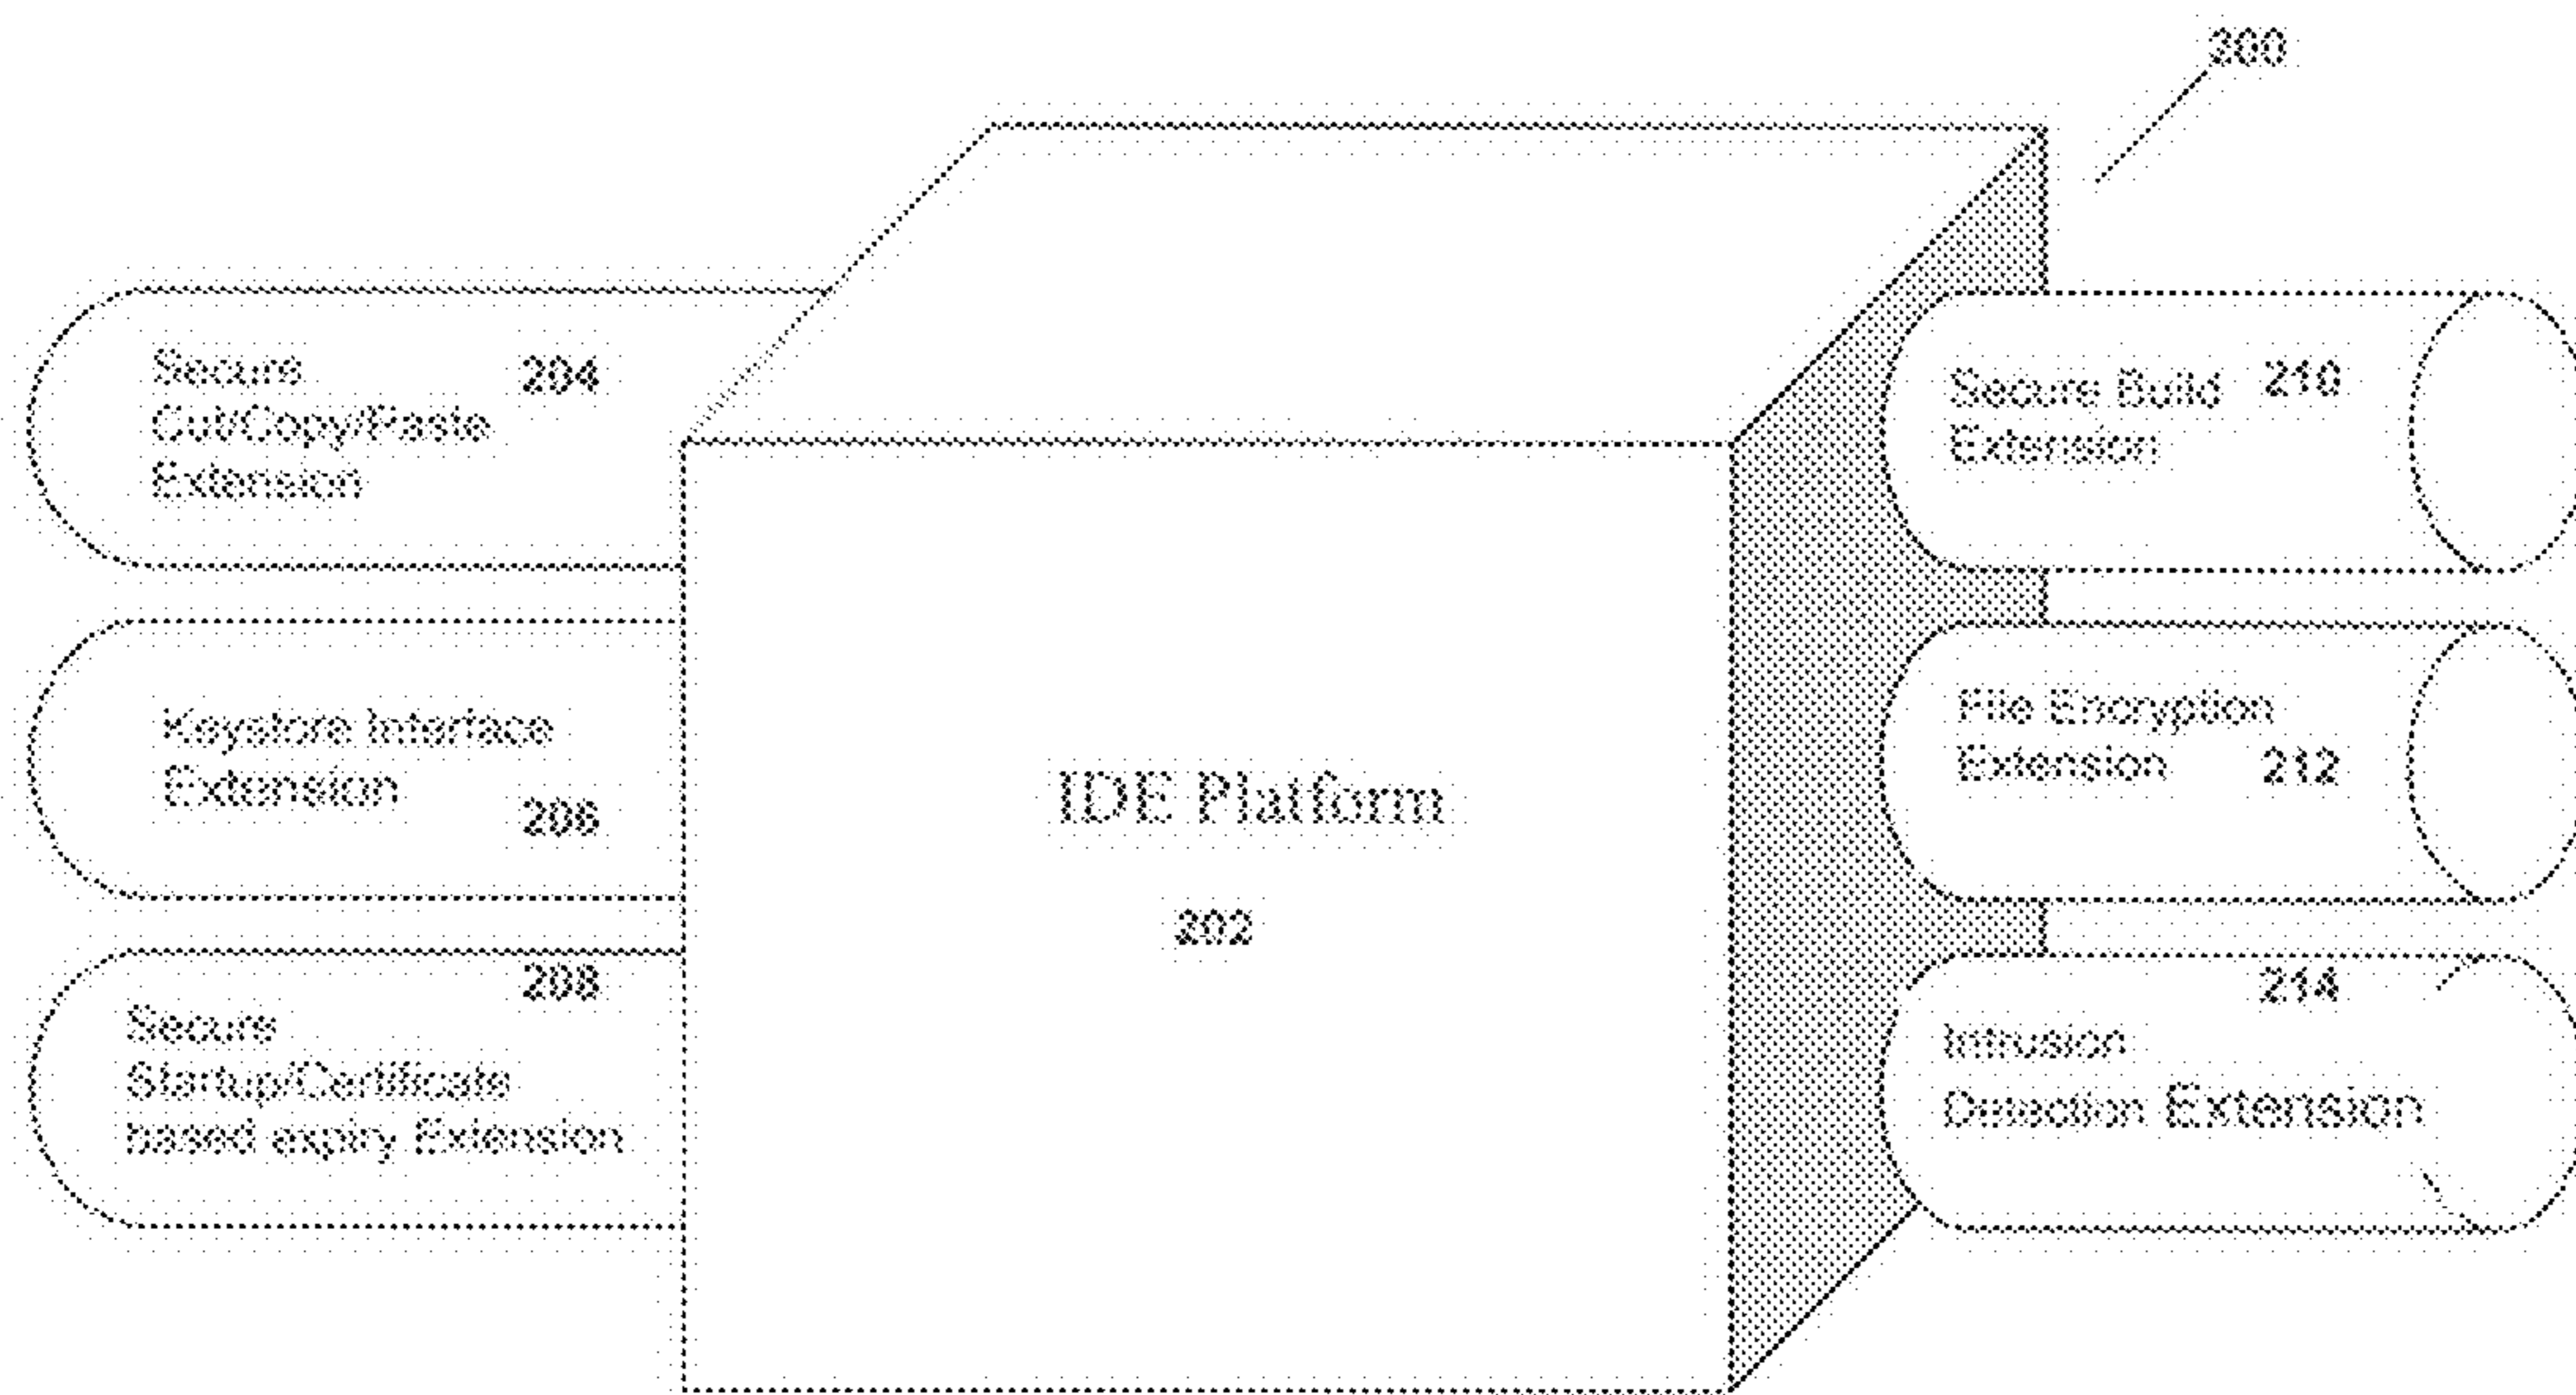 300
Secure
Cut/Copy/Paste
Extension
204
Keystore Interface
Extension
206
208
Secure
Startup/Certificate
based expiry Extension
IDE Platform
202
Secure Build
Extension
210
File Encryption
Extension
212
214
Intrusion
Detection Extension